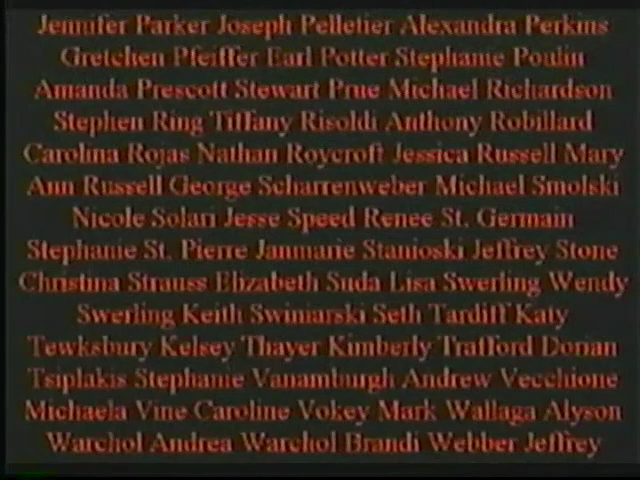 Jennifer Parker Joseph Pelletier Alexandra Perkins
Gretchen Pfeiffer Earl Potter Stephanie Poulin
Amanda Prescott Stewart Prue Michael Richardson
Stephen Ring Tiffany Risoldi Anthony Robillard
Carolina Rojas Nathan Roycroft Jessica Russell Mary
Ann Russell George Scharrenweber Michael Smolski
Nicole Solari Jesse Speed Renee St. Germain
Stephanie St. Pierre Janmarie Stanioski Jeffrey Stone
Christina Strauss Elizabeth Suda Lisa Swerling Wendy
Swerling Keith Swiniarski Seth Tardiff Katy
Tewksbury Kelsey Thayer Kimberly Trafford Dorian
Tsiplakis Stephanie Vanamburgh Andrew Vecchione
Michaela Vine Caroline Vokey Mark Wallaga Alyson
Warchol Andrea Warchol Brandi Webber Jeffrey